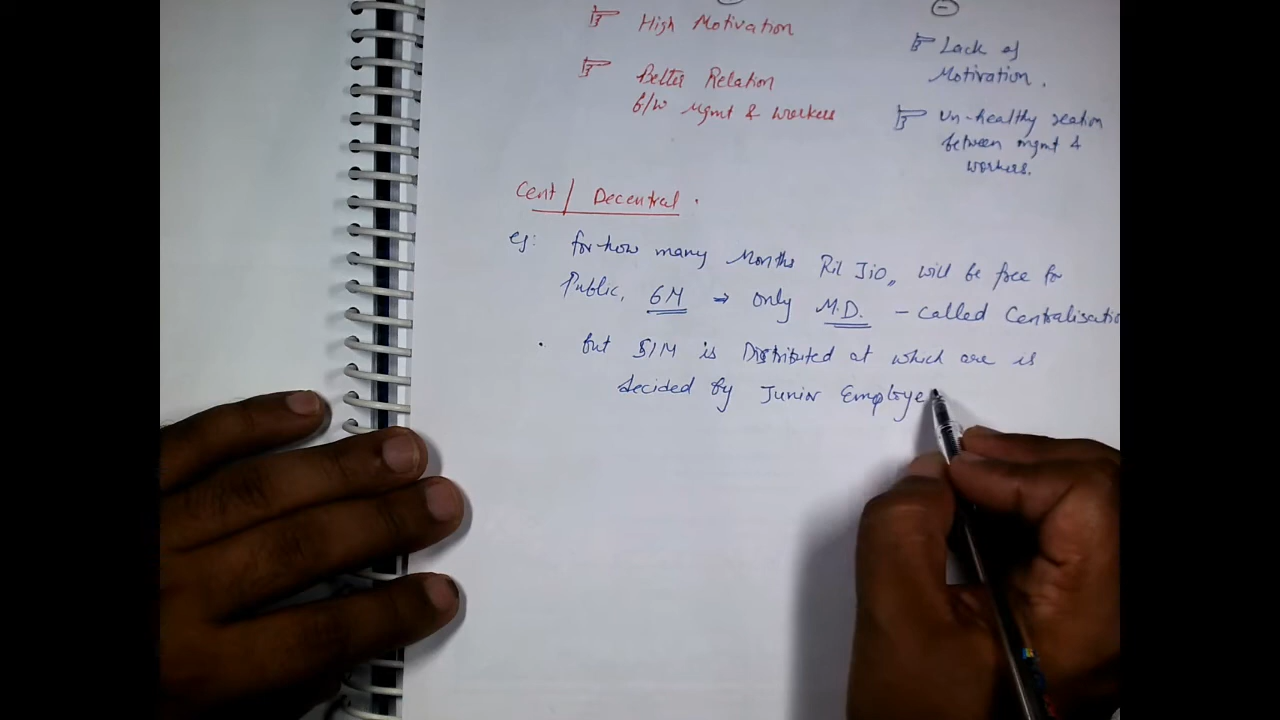 High Motivation
Better Relation
b/w Mgmt & workers
Lack of
Motivation.
Un-healthy reation
between mgmt &
workers.
Cent / Decentral.
eg: for how many Months Ril JiO,, will be free for
Public, 6M → only M.D. - called Centralisatio
• but SIM is Distributed at which are is
decided by Junior Employe